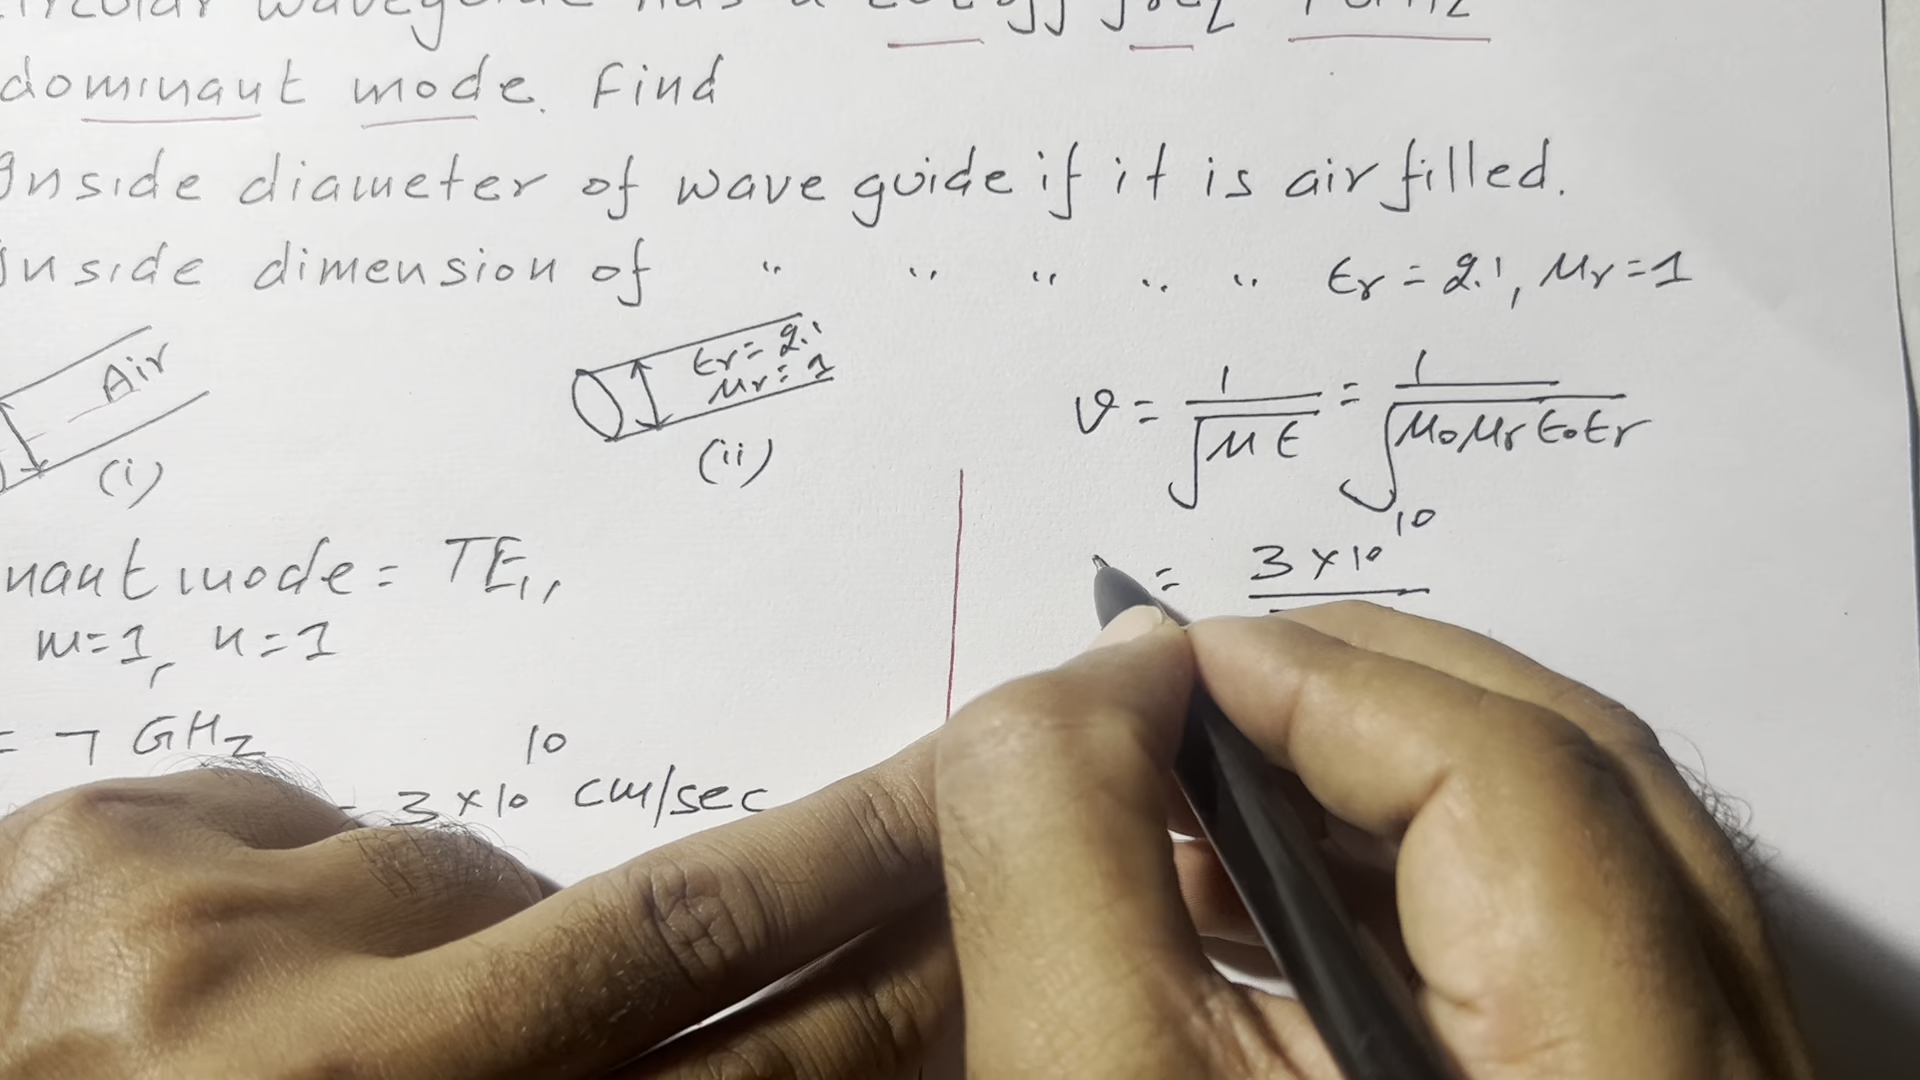 waveguide has a
dominant mode. Find
Inside diameter of wave guide if it is air filled.
Inside dimension of " " " " " εr = 2.1, μr = 1
Air
(i)
εr = 2.1
μr = 1
(ii)
v = 1/√με = 1/√μ0μrε0εr
= 3×10^10
nant mode = TE11
m=1, n=1
= 7 GHz
= 3×10^10 cm/sec